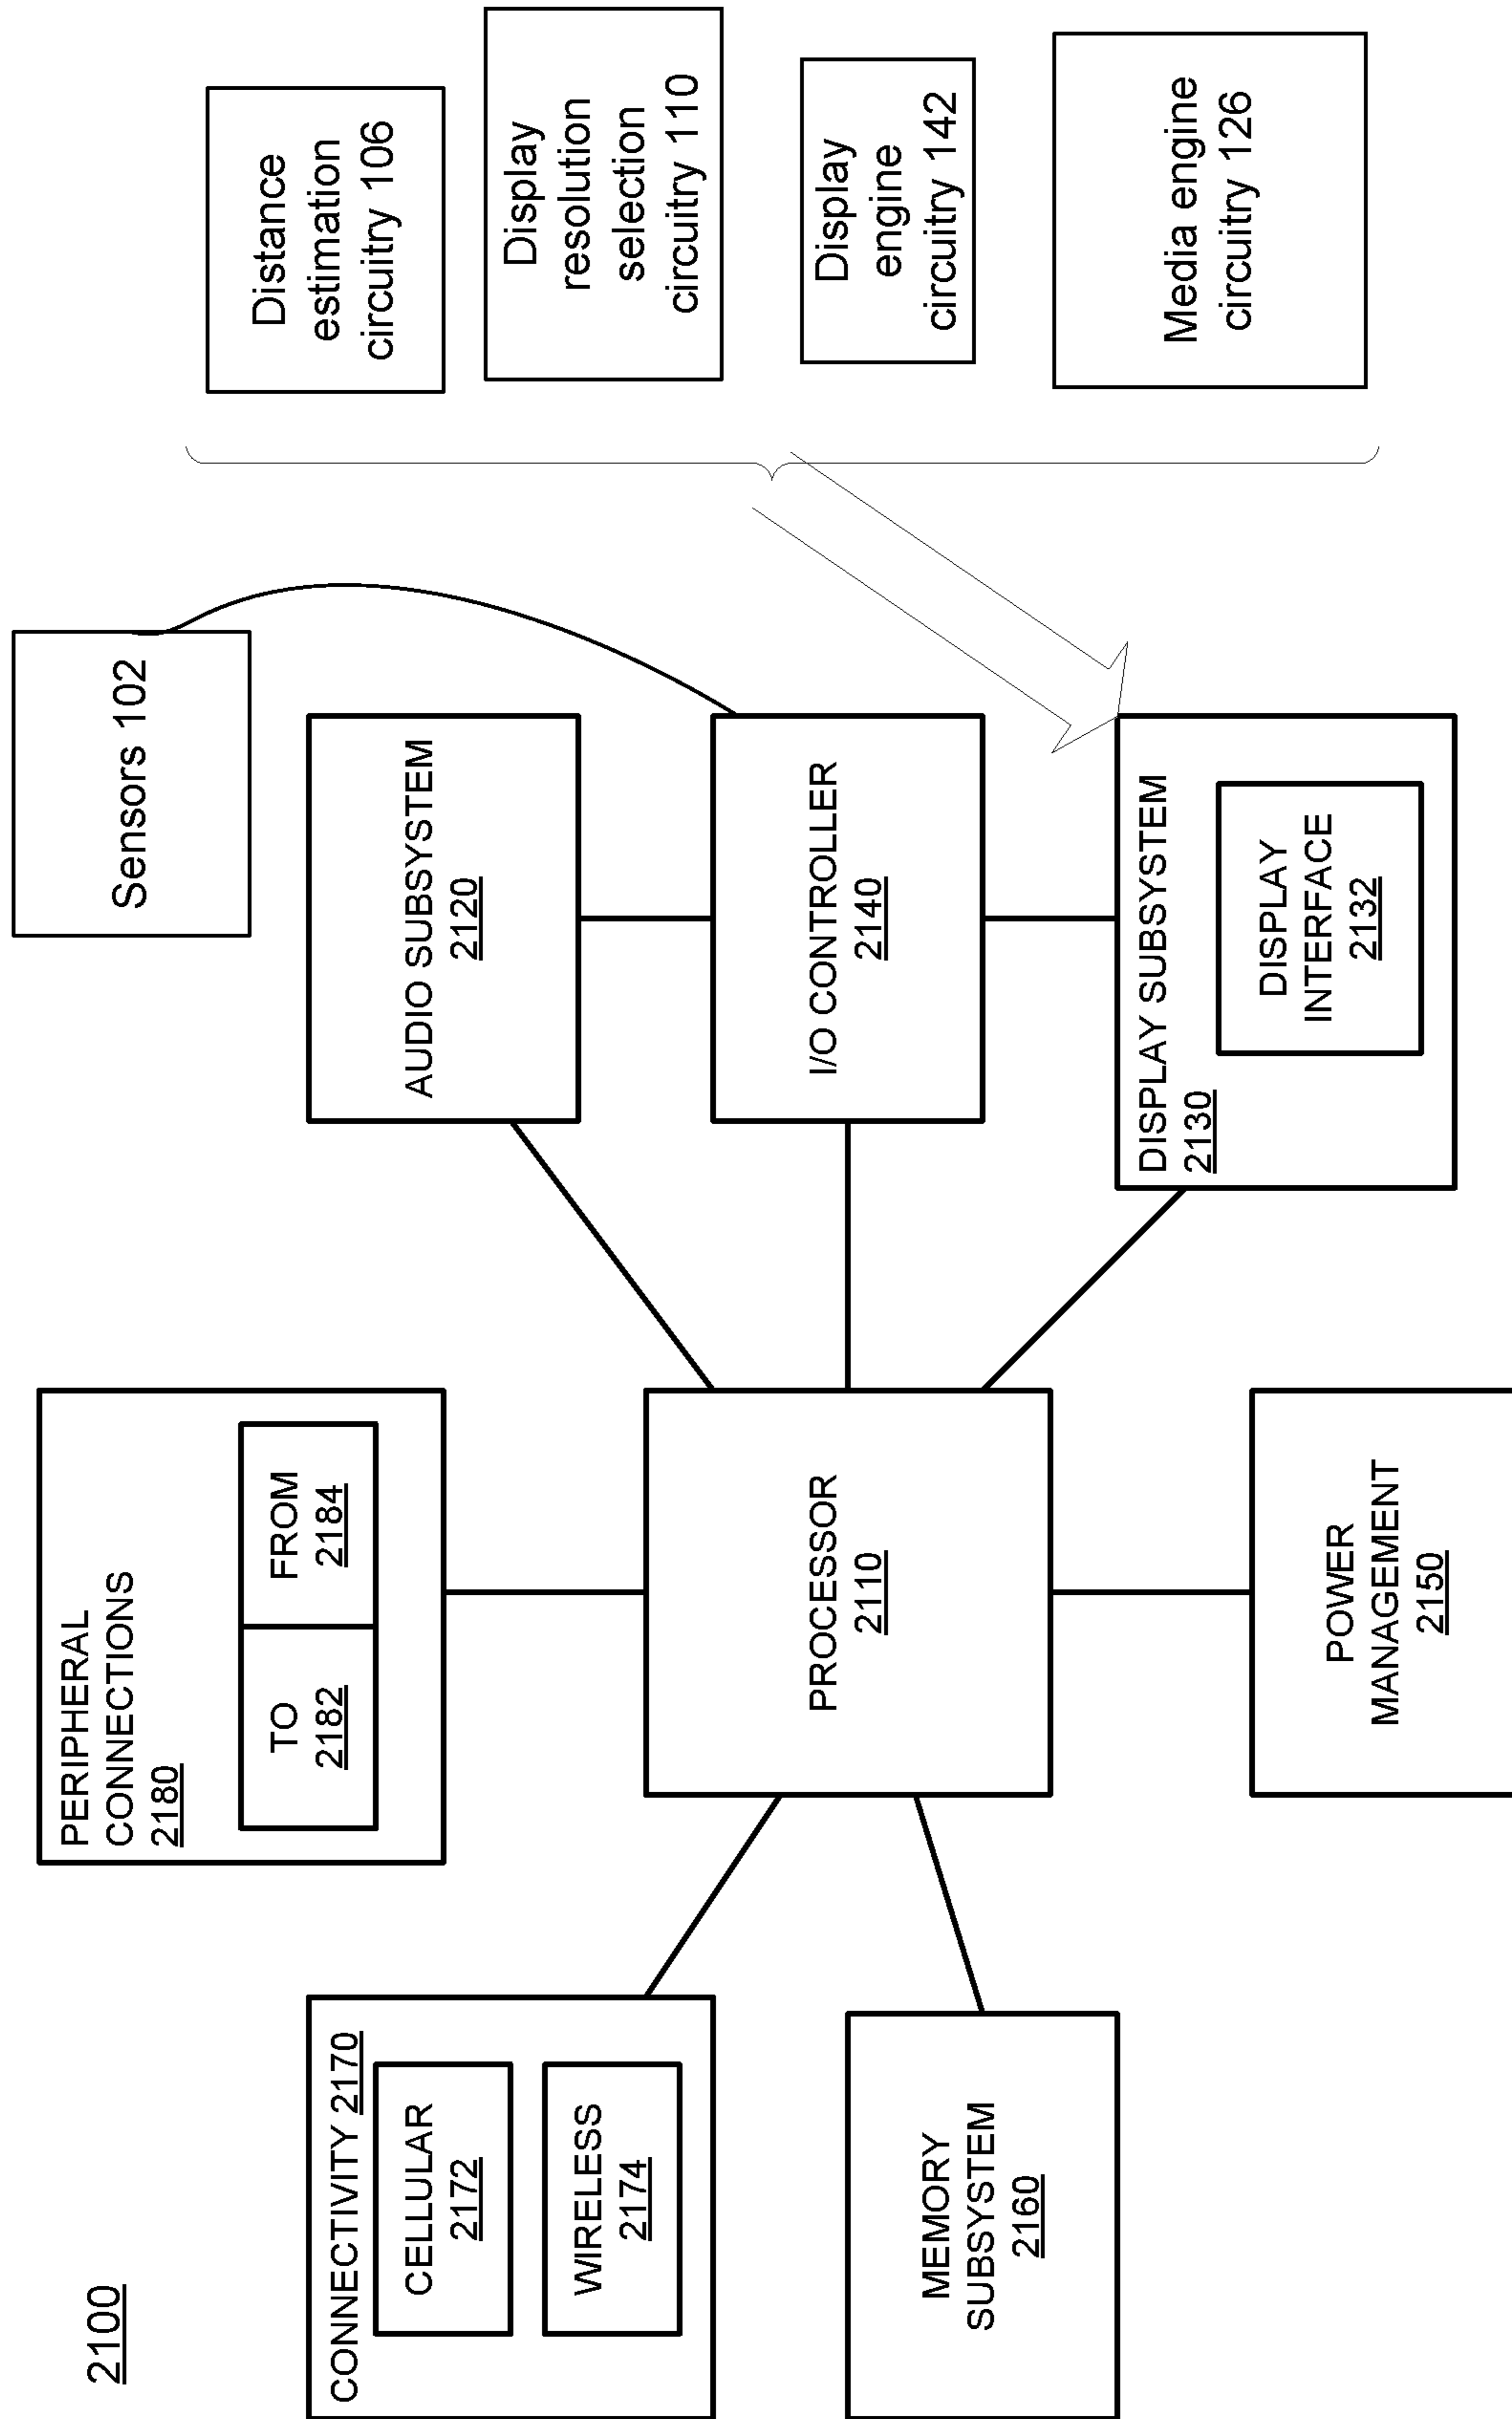 2100
CONNECTIVITY 2170
CELLULAR
2172
WIRELESS
2174
MEMORY
SUBSYSTEM
2160
PERIPHERAL
CONNECTIONS
2180
TO
2182
FROM
2184
PROCESSOR
2110
POWER
MANAGEMENT
2150
Sensors 102
AUDIO SUBSYSTEM
2120
I/O CONTROLLER
2140
DISPLAY SUBSYSTEM
2130
DISPLAY
INTERFACE
2132
Distance
estimation
circuitry 106
Display
resolution
selection
circuitry 110
Display
engine
circuitry 142
Media engine
circuitry 126